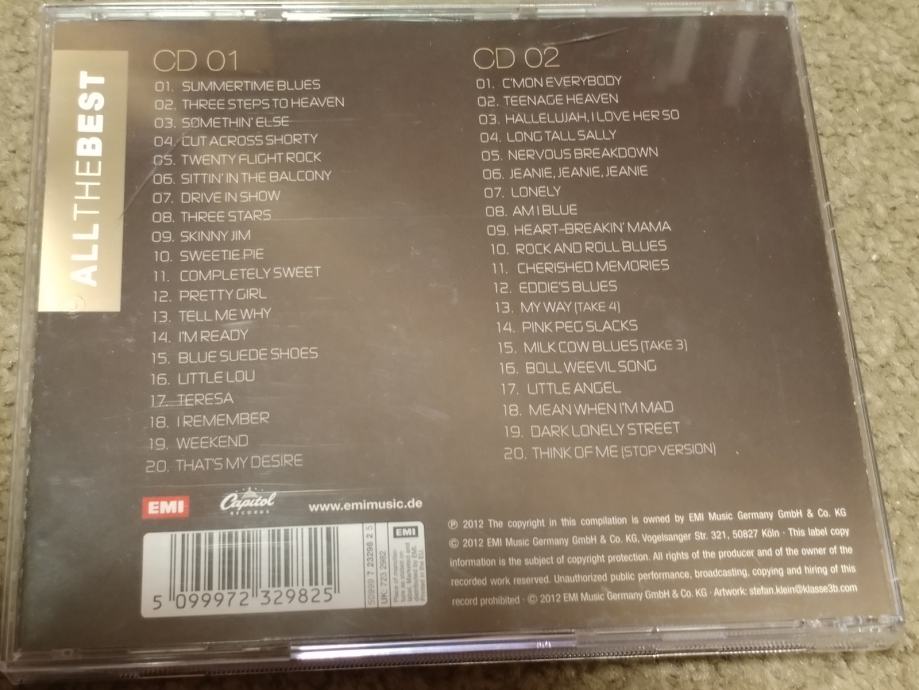 ALLTHEBEST
CD 01
01. SUMMERTIME BLUES
02. THREE STEPS TO HEAVEN
03. SOMETHIN' ELSE
04. CUT ACROSS SHORTY
05. TWENTY FLIGHT ROCK
06. SITTIN' IN THE BALCONY
07. DRIVE IN SHOW
08. THREE STARS
09. SKINNY JIM
10. SWEETIE PIE
11. COMPLETELY SWEET
12. PRETTY GIRL
13. TELL ME WHY
14. I'M READY
15. BLUE SUEDE SHOES
16. LITTLE LOU
17. TERESA
18. I REMEMBER
19. WEEKEND
20. THAT'S MY DESIRE
CD 02
01. C'MON EVERYBODY
02. TEENAGE HEAVEN
03. HALLELUJAH, I LOVE HER SO
04. LONG TALL SALLY
05. NERVOUS BREAKDOWN
06. JEANIE, JEANIE, JEANIE
07. LONELY
08. AM I BLUE
09. HEART-BREAKIN' MAMA
10. ROCK AND ROLL BLUES
11. CHERISHED MEMORIES
12. EDDIE'S BLUES
13. MY WAY (TAKE 4)
14. PINK PEG SLACKS
15. MILK COW BLUES (TAKE 3)
16. BOLL WEEVIL SONG
17. LITTLE ANGEL
18. MEAN WHEN I'M MAD
19. DARK LONELY STREET
20. THINK OF ME (STOP VERSION)
EMI
Capitol
RECORDS
www.emimusic.de
5 099972 329825
50999 7 23298 2 5
UK: 723 2982
EMI
℗ 2012 The copyright in this compilation is owned by EMI Music Germany GmbH & Co. KG
© 2012 EMI Music Germany GmbH & Co. KG, Vogelsanger Str. 321, 50827 Köln · This label copy
information is the subject of copyright protection. All rights of the producer and of the owner of the
recorded work reserved. Unauthorized public performance, broadcasting, copying and hiring of this
record prohibited · © 2012 EMI Music Germany GmbH & Co. KG · Artwork: stefan.klein@klasse3b.com